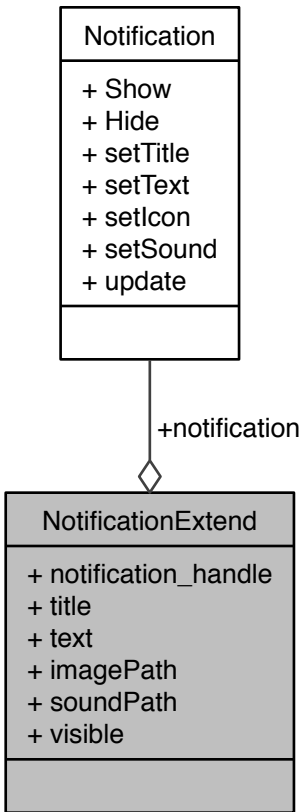 Notification
+ Show
+ Hide
+ setTitle
+ setText
+ setIcon
+ setSound
+ update
+notification
NotificationExtend
+ notification_handle
+ title
+ text
+ imagePath
+ soundPath
+ visible